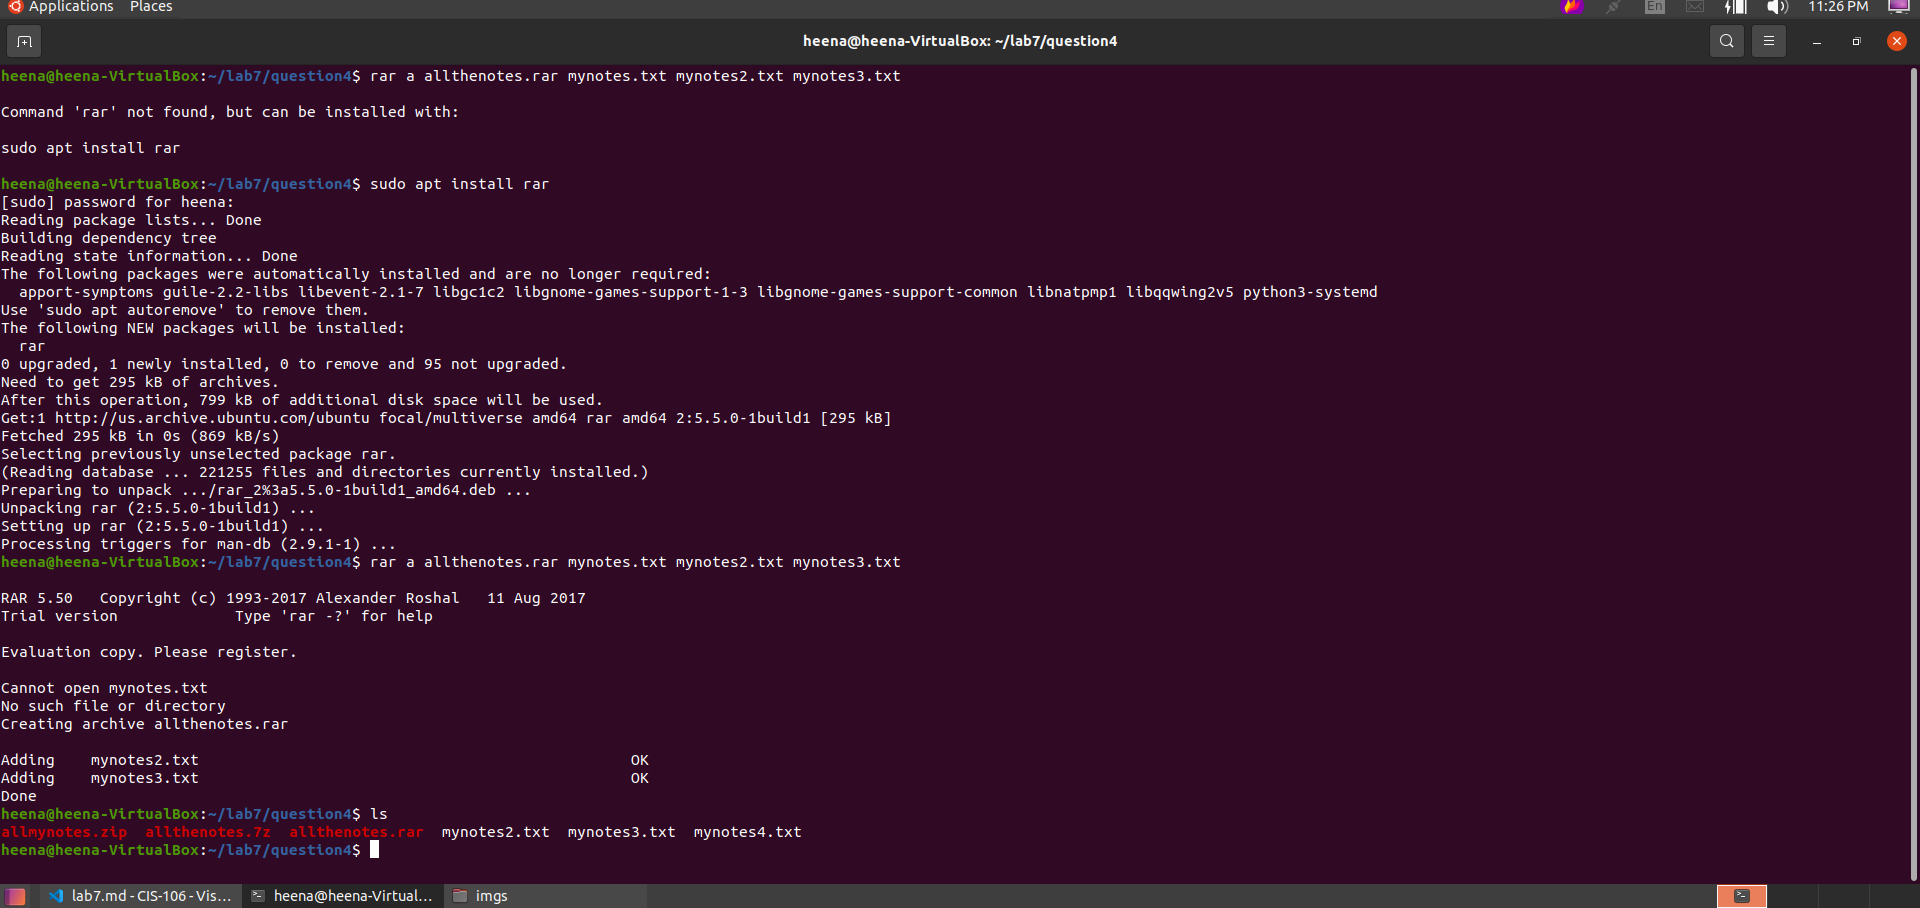 Applications Places En 11:26 PM
heena@heena-VirtualBox: ~/lab7/question4
heena@heena-VirtualBox:~/lab7/question4$ rar a allthenotes.rar mynotes.txt mynotes2.txt mynotes3.txt
Command 'rar' not found, but can be installed with:
sudo apt install rar
heena@heena-VirtualBox:~/lab7/question4$ sudo apt install rar
[sudo] password for heena:
Reading package lists... Done
Building dependency tree
Reading state information... Done
The following packages were automatically installed and are no longer required:
apport-symptoms guile-2.2-libs libevent-2.1-7 libgc1c2 libgnome-games-support-1-3 libgnome-games-support-common libnatpmp1 libqqwing2v5 python3-systemd
Use 'sudo apt autoremove' to remove them.
The following NEW packages will be installed:
rar
0 upgraded, 1 newly installed, 0 to remove and 95 not upgraded.
Need to get 295 kB of archives.
After this operation, 799 kB of additional disk space will be used.
Get:1 http://us.archive.ubuntu.com/ubuntu focal/multiverse amd64 rar amd64 2:5.5.0-1build1 [295 kB]
Fetched 295 kB in 0s (869 kB/s)
Selecting previously unselected package rar.
(Reading database ... 221255 files and directories currently installed.)
Preparing to unpack .../rar_2%3a5.5.0-1build1_amd64.deb ...
Unpacking rar (2:5.5.0-1build1) ...
Setting up rar (2:5.5.0-1build1) ...
Processing triggers for man-db (2.9.1-1) ...
heena@heena-VirtualBox:~/lab7/question4$ rar a allthenotes.rar mynotes.txt mynotes2.txt mynotes3.txt
RAR 5.50 Copyright (c) 1993-2017 Alexander Roshal 11 Aug 2017
Trial version Type 'rar -?' for help
Evaluation copy. Please register.
Cannot open mynotes.txt
No such file or directory
Creating archive allthenotes.rar
Adding mynotes2.txt OK
Adding mynotes3.txt OK
Done
heena@heena-VirtualBox:~/lab7/question4$ ls
allmynotes.zip allthenotes.7z allthenotes.rar mynotes2.txt mynotes3.txt mynotes4.txt
heena@heena-VirtualBox:~/lab7/question4$
lab7.md - CIS-106 - Vis... heena@heena-Virtual... imgs